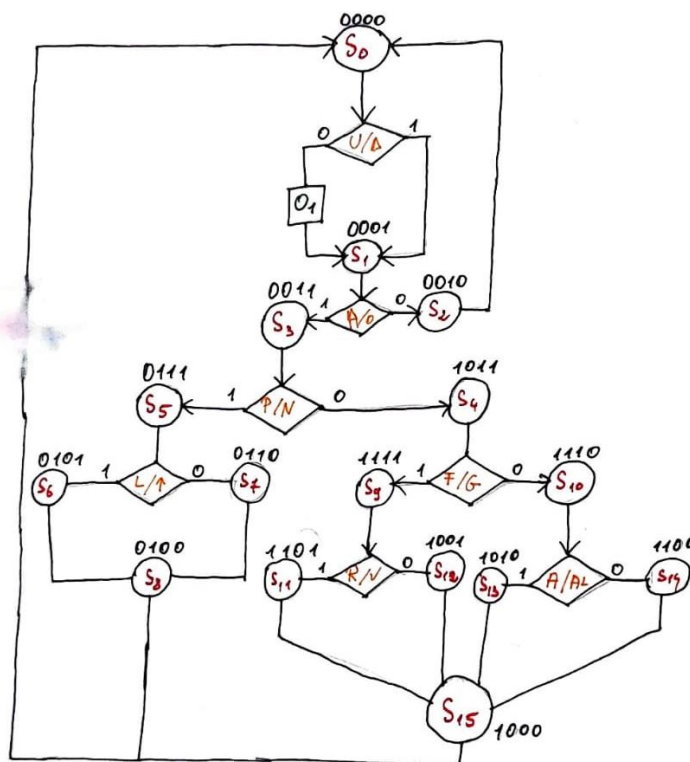 0000
S0
0 U/D 1
O1
0001
S1
0011 0010
S3 1 A/O 0 S2
0111 1011
S5 1 P/N 0 S4
0101 0110 1111 1110
S6 1 L/↑ 0 S7 S9 1 F/G 0 S10
0100 1101 1001 1010 1100
S8 S11 1 R/V 0 S12 S13 1 A/AL 0 S14
S15
1000